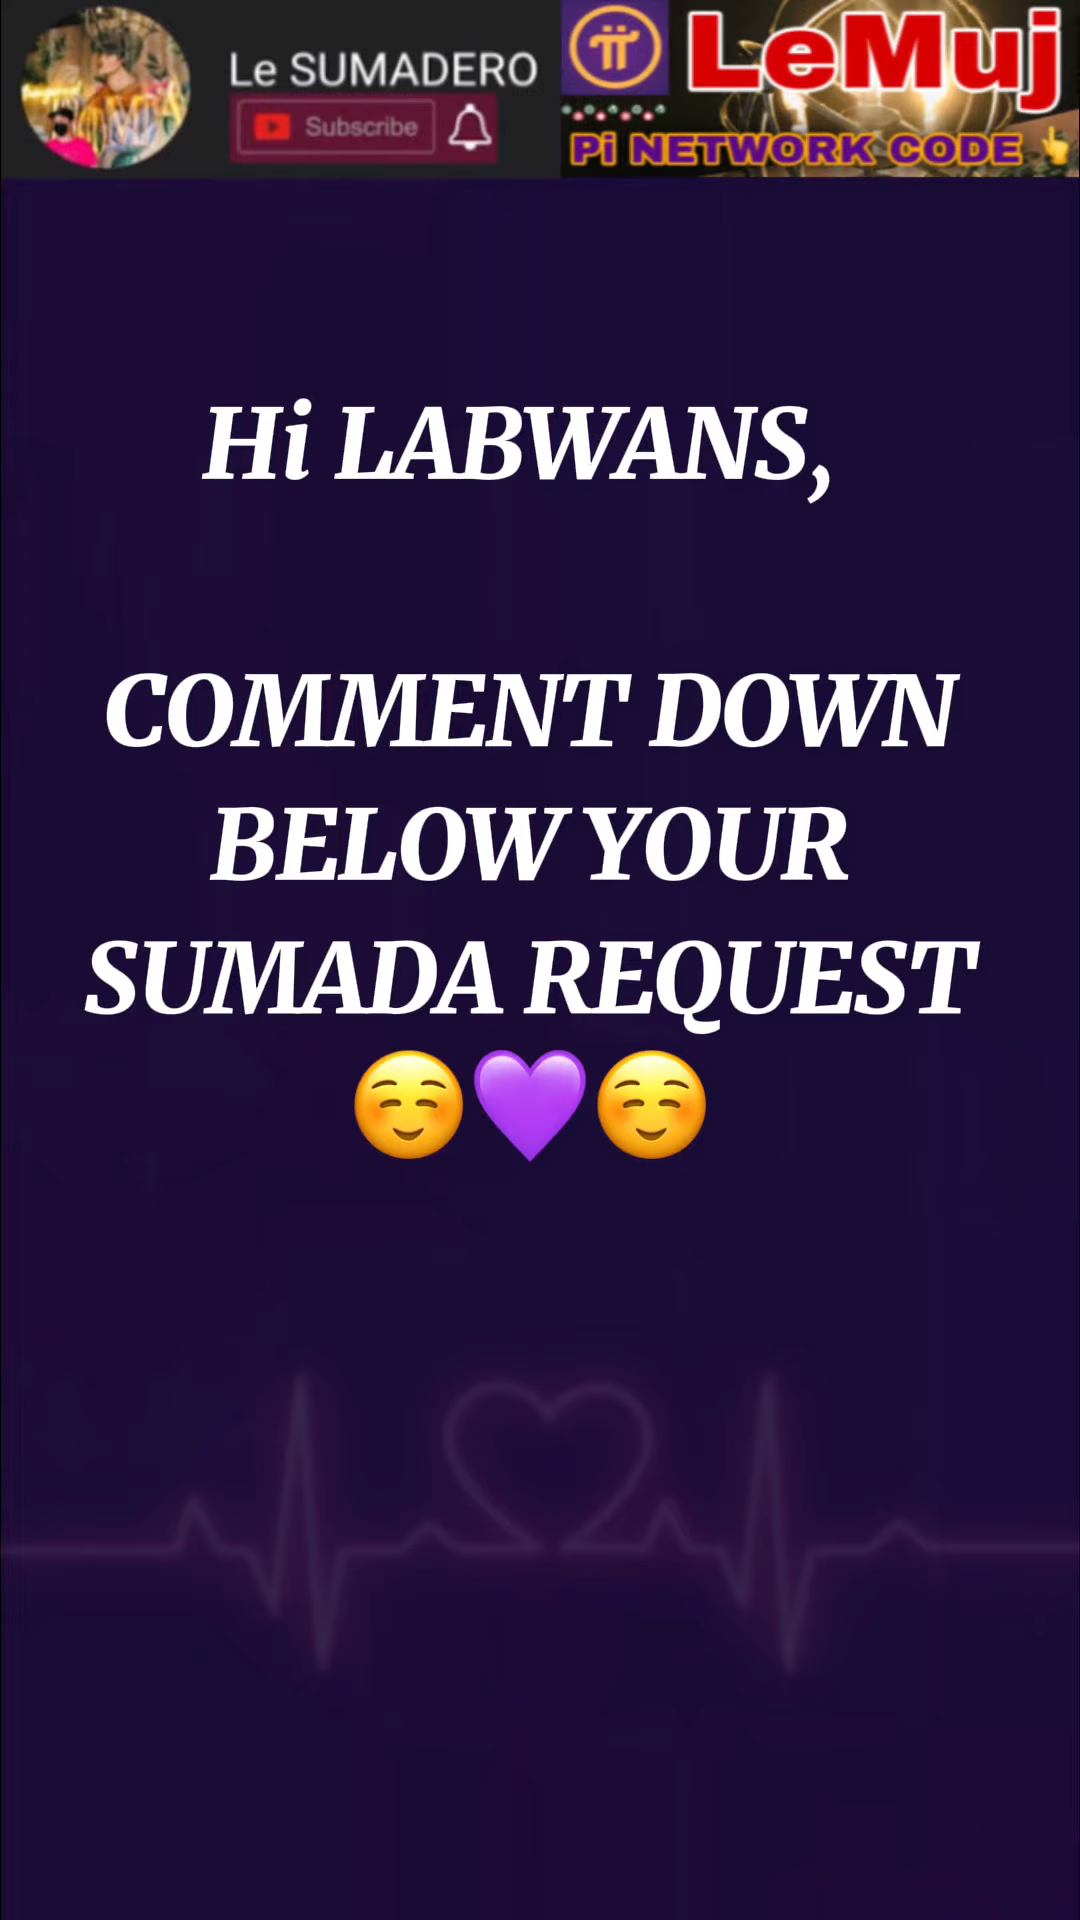 Le SUMADERO
Subscribe
LeMuj
Pi NETWORK CODE
Hi LABWANS,
COMMENT DOWN
BELOW YOUR
SUMADA REQUEST
☺️💜☺️